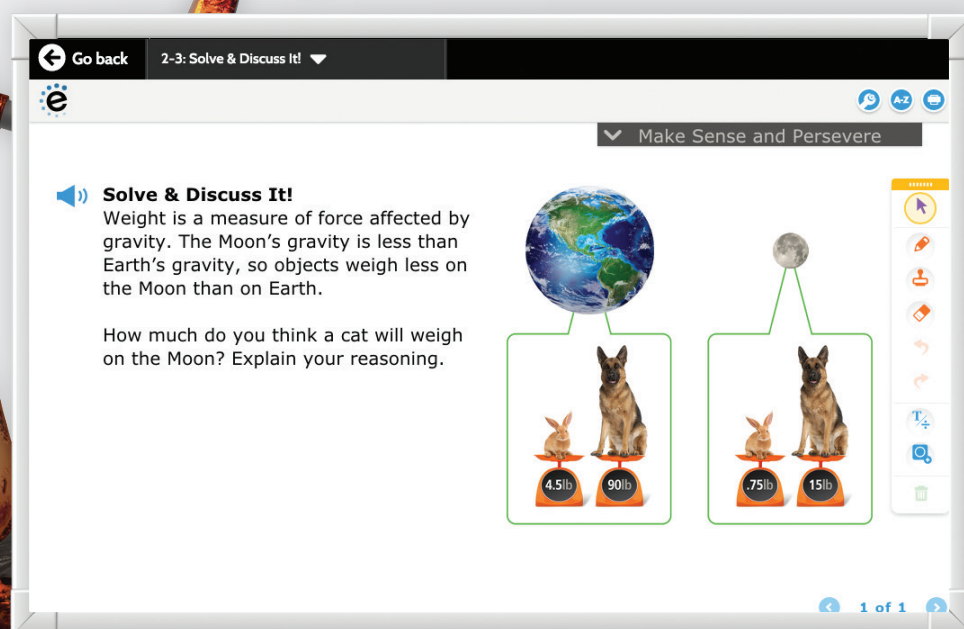 Go back
2-3: Solve & Discuss It!
e
A-Z
Make Sense and Persevere
Solve & Discuss It!
Weight is a measure of force affected by
gravity. The Moon’s gravity is less than
Earth’s gravity, so objects weigh less on
the Moon than on Earth.
How much do you think a cat will weigh
on the Moon? Explain your reasoning.
4.5lb
90lb
.75lb
15lb
T/÷
1 of 1